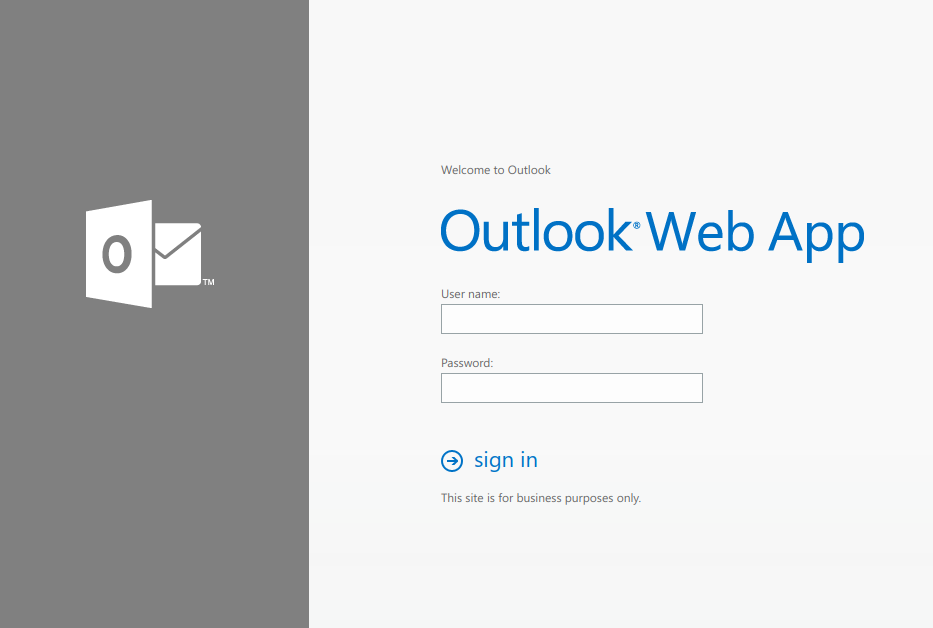 Welcome to Outlook
Outlook® Web App
User name:
Password:
sign in
This site is for business purposes only.
O
TM